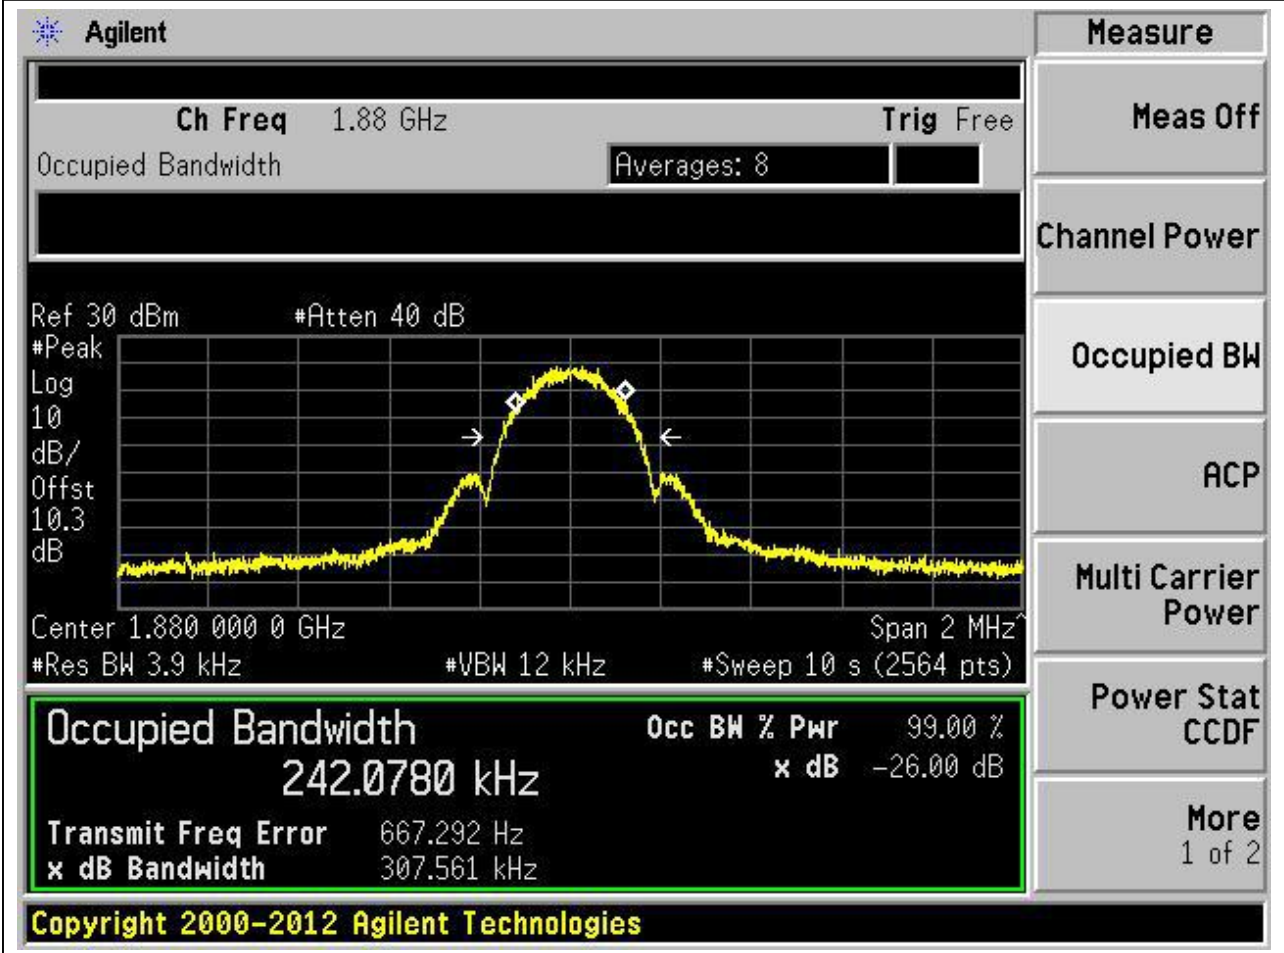 Agilent
Measure
Ch Freq 1.88 GHz Trig Free
Occupied Bandwidth Averages: 8
Meas Off
Channel Power
Ref 30 dBm #Atten 40 dB
#Peak
Log
10
dB/
Offst
10.3
dB
Occupied BW
ACP
Multi Carrier
Power
Center 1.880 000 0 GHz Span 2 MHz^
#Res BW 3.9 kHz #VBW 12 kHz #Sweep 10 s (2564 pts)
Power Stat
CCDF
Occupied Bandwidth Occ BW % Pwr 99.00 %
242.0780 kHz x dB -26.00 dB
Transmit Freq Error 667.292 Hz
x dB Bandwidth 307.561 kHz
More
1 of 2
Copyright 2000-2012 Agilent Technologies